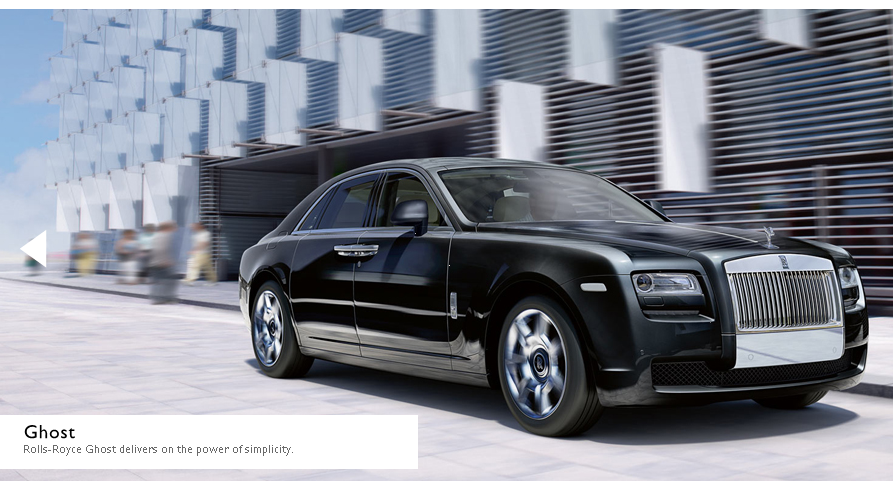 Ghost
Rolls-Royce Ghost delivers on the power of simplicity.